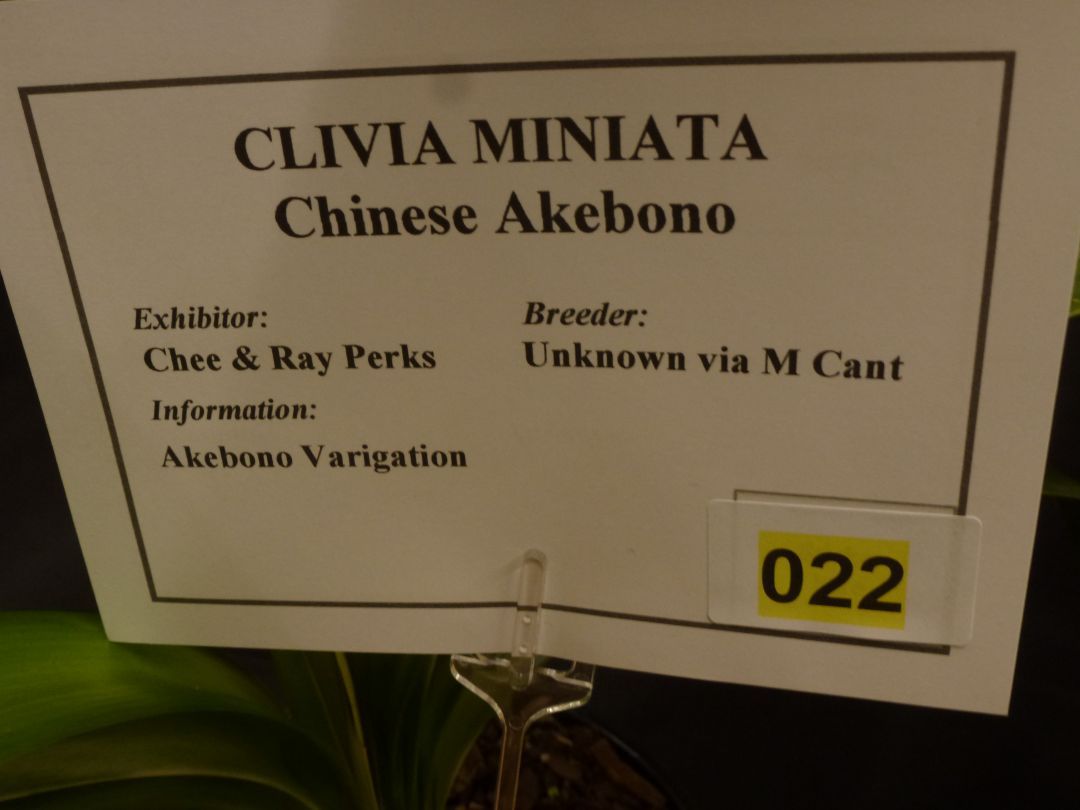 CLIVIA MINIATA
Chinese Akebono
Exhibitor:
Chee & Ray Perks
Breeder:
Unknown via M Cant
Information:
Akebono Varigation
022